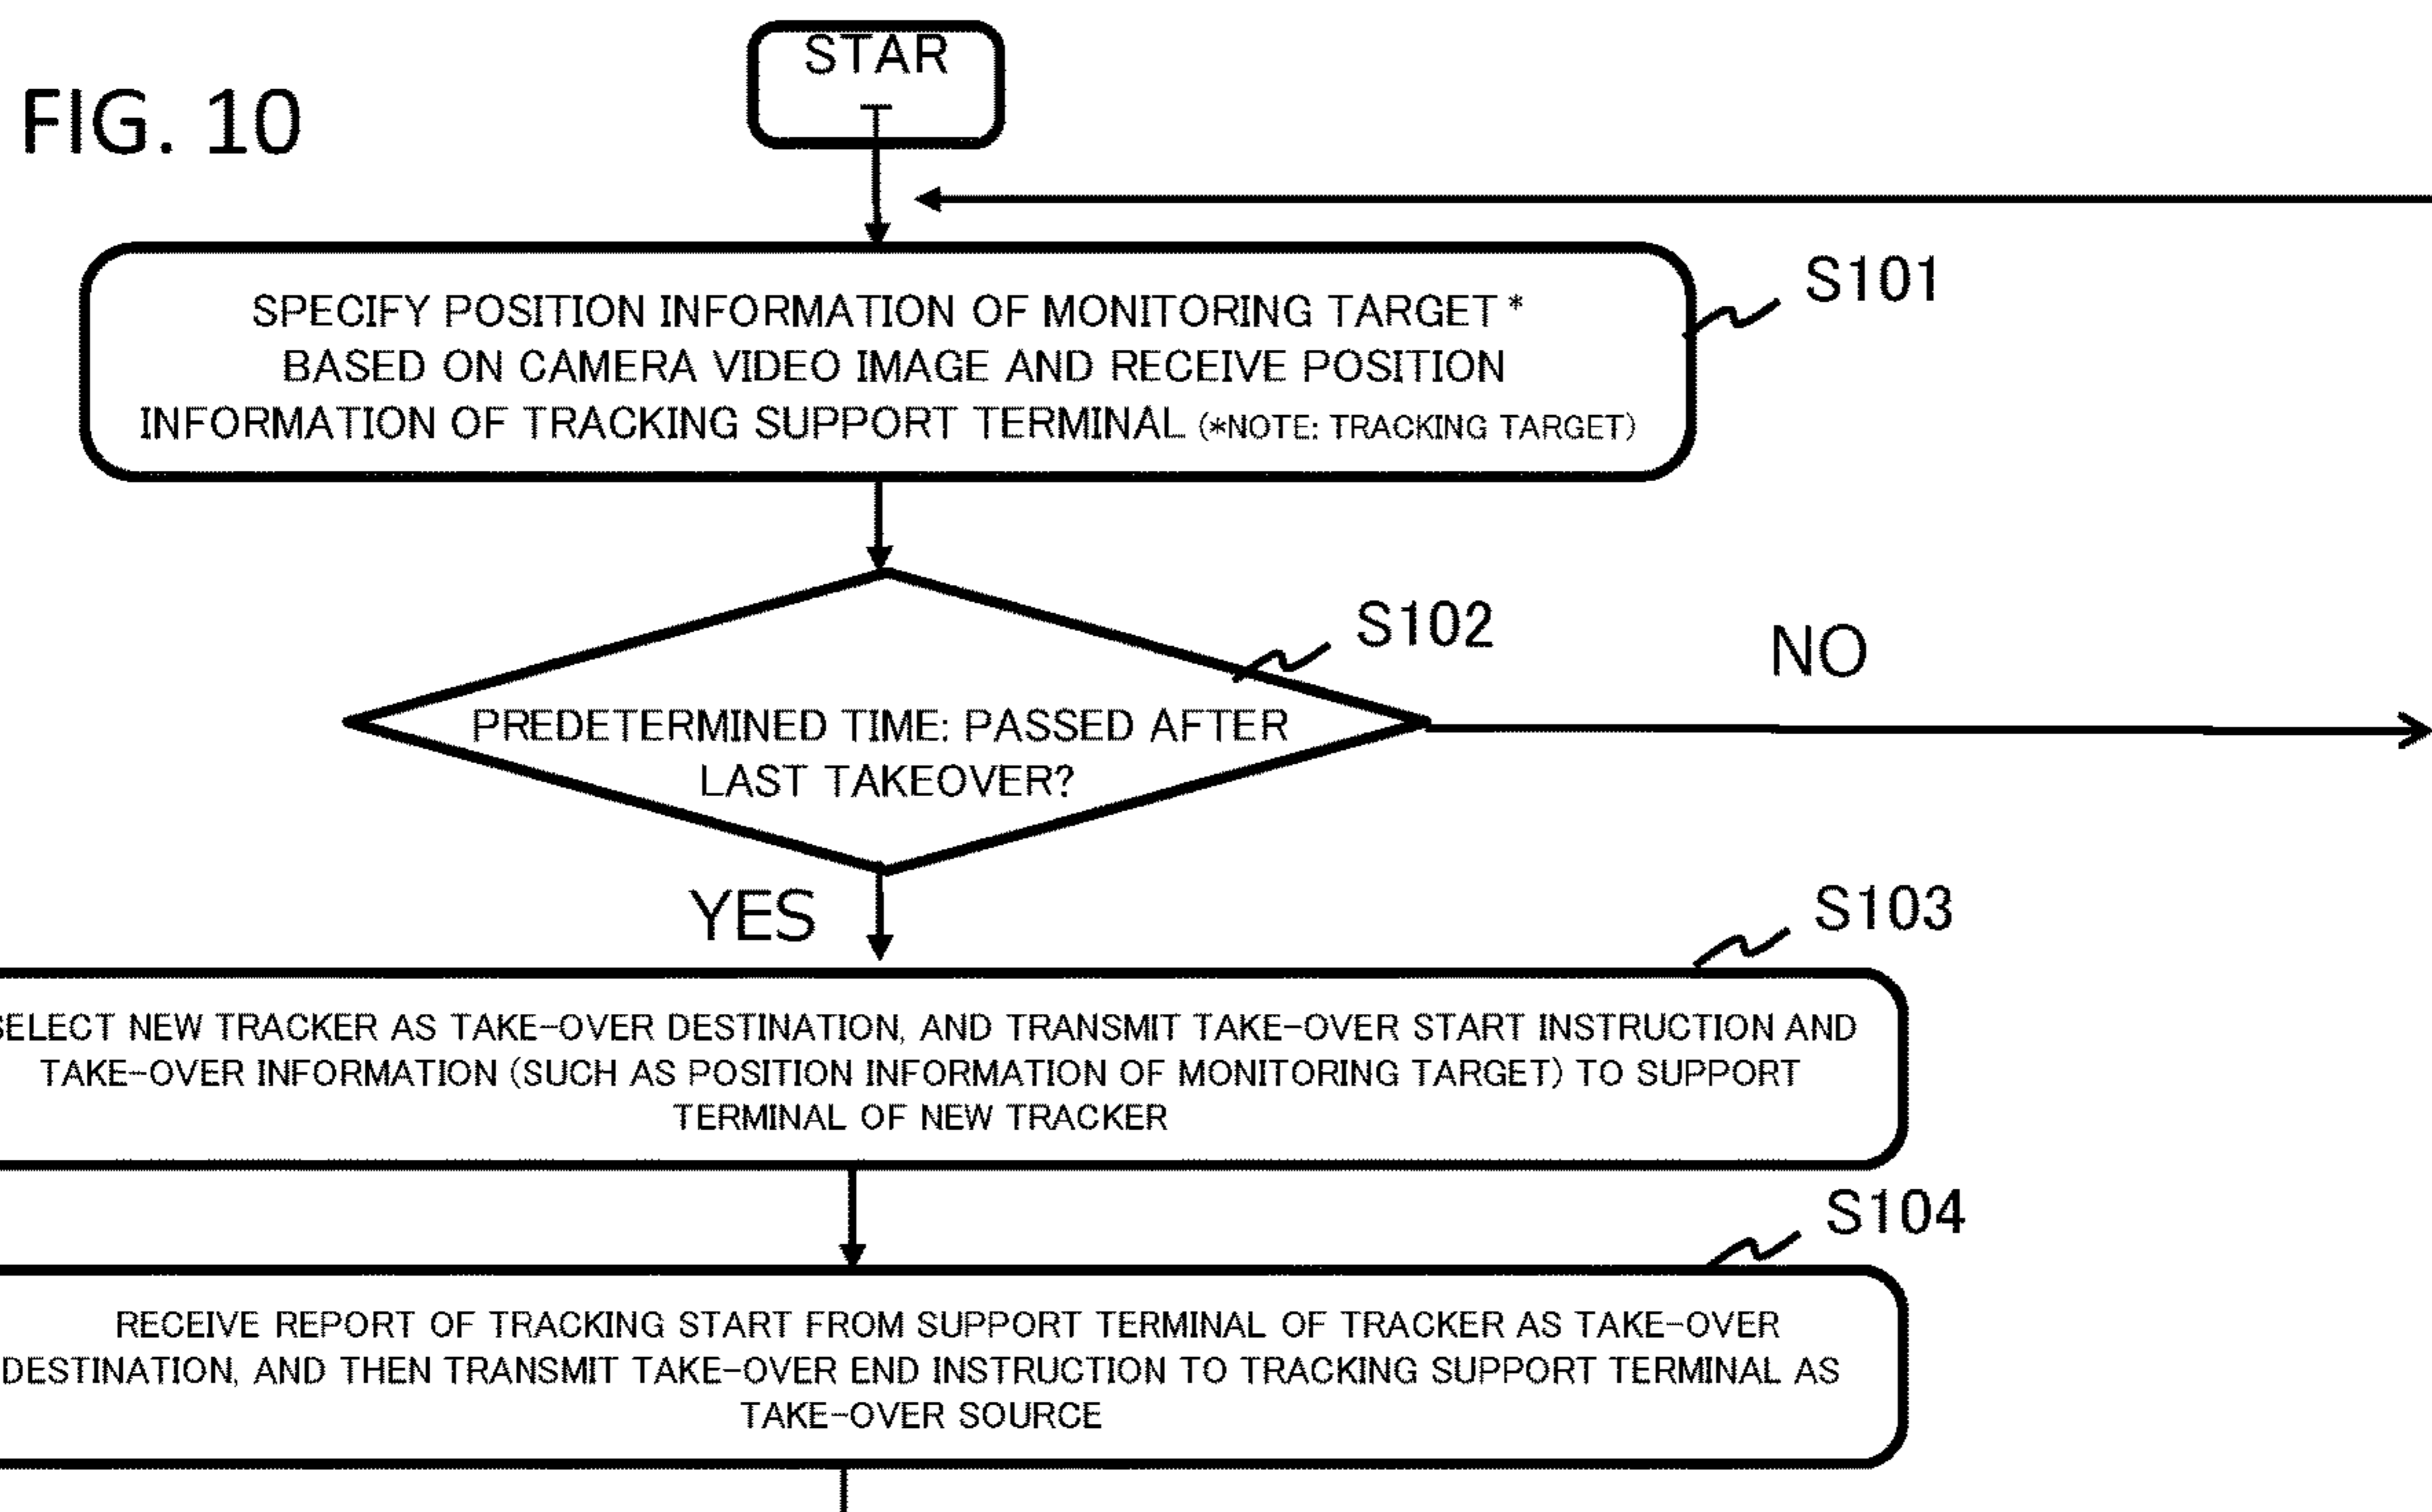 FIG. 10
STAR
T
SPECIFY POSITION INFORMATION OF MONITORING TARGET *
BASED ON CAMERA VIDEO IMAGE AND RECEIVE POSITION
INFORMATION OF TRACKING SUPPORT TERMINAL (*NOTE: TRACKING TARGET)
S101
S102
PREDETERMINED TIME: PASSED AFTER
LAST TAKEOVER?
NO
YES
S103
SELECT NEW TRACKER AS TAKE-OVER DESTINATION, AND TRANSMIT TAKE-OVER START INSTRUCTION AND
TAKE-OVER INFORMATION (SUCH AS POSITION INFORMATION OF MONITORING TARGET) TO SUPPORT
TERMINAL OF NEW TRACKER
S104
RECEIVE REPORT OF TRACKING START FROM SUPPORT TERMINAL OF TRACKER AS TAKE-OVER
DESTINATION, AND THEN TRANSMIT TAKE-OVER END INSTRUCTION TO TRACKING SUPPORT TERMINAL AS
TAKE-OVER SOURCE